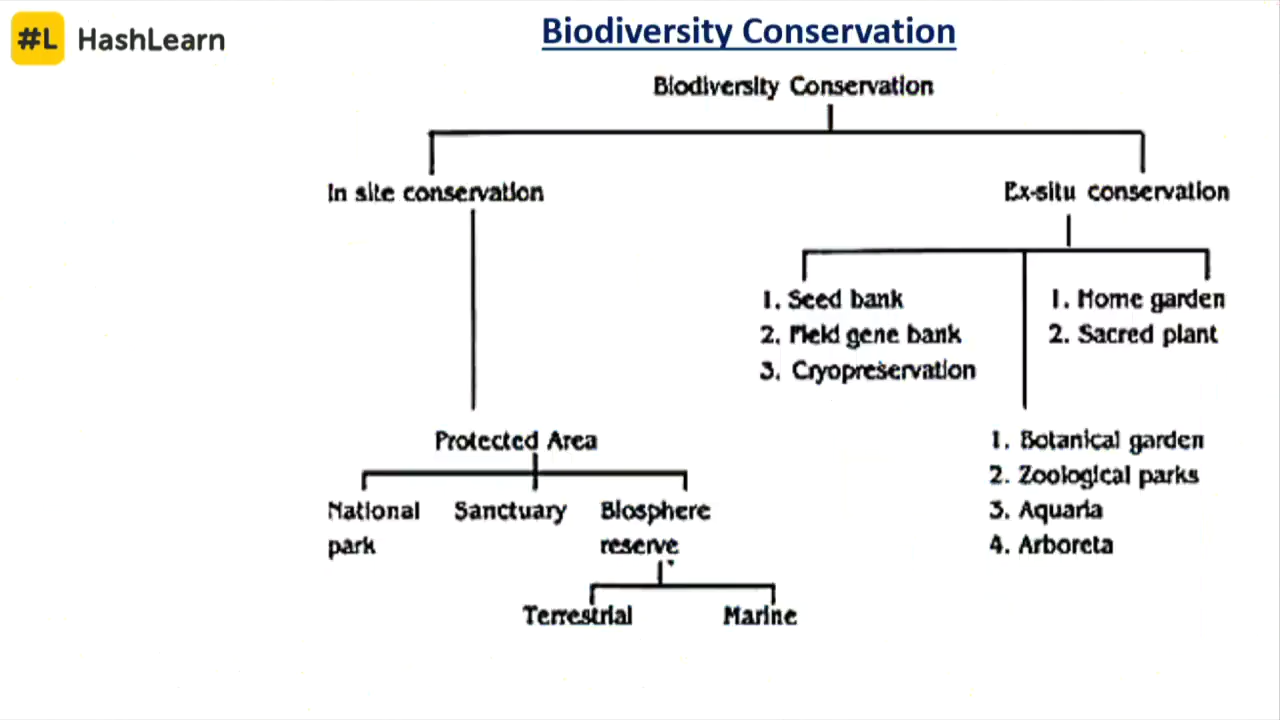 #L HashLearn
Biodiversity Conservation
Biodiversity Conservation
In site conservation
Ex-situ conservation
1. Seed bank
2. Field gene bank
3. Cryopreservation
1. Home garden
2. Sacred plant
Protected Area
National
park
Sanctuary
Biosphere
reserve
Terrestrial
Marine
1. Botanical garden
2. Zoological parks
3. Aquaria
4. Arboreta